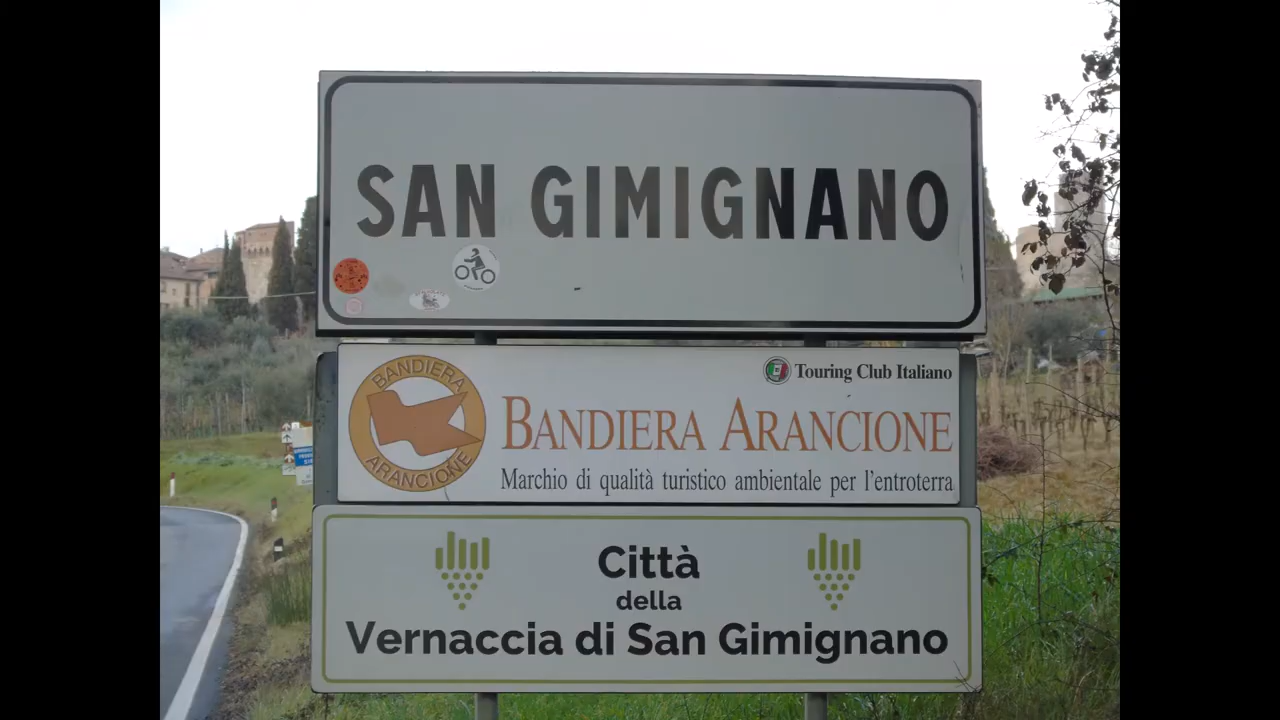 SAN GIMIGNANO
BANDIERA
ARANCIONE
Touring Club Italiano
BANDIERA ARANCIONE
Marchio di qualità turistico ambientale per l'entroterra
Città
della
Vernaccia di San Gimignano